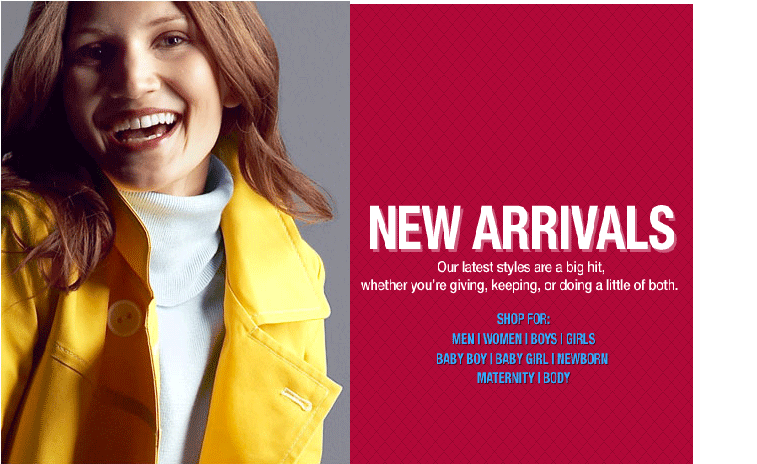 NEW ARRIVALS
Our latest styles are a big hit,
whether you're giving, keeping, or doing a little of both.
SHOP FOR:
MEN | WOMEN | BOYS | GIRLS
BABY BOY | BABY GIRL | NEWBORN
MATERNITY | BODY